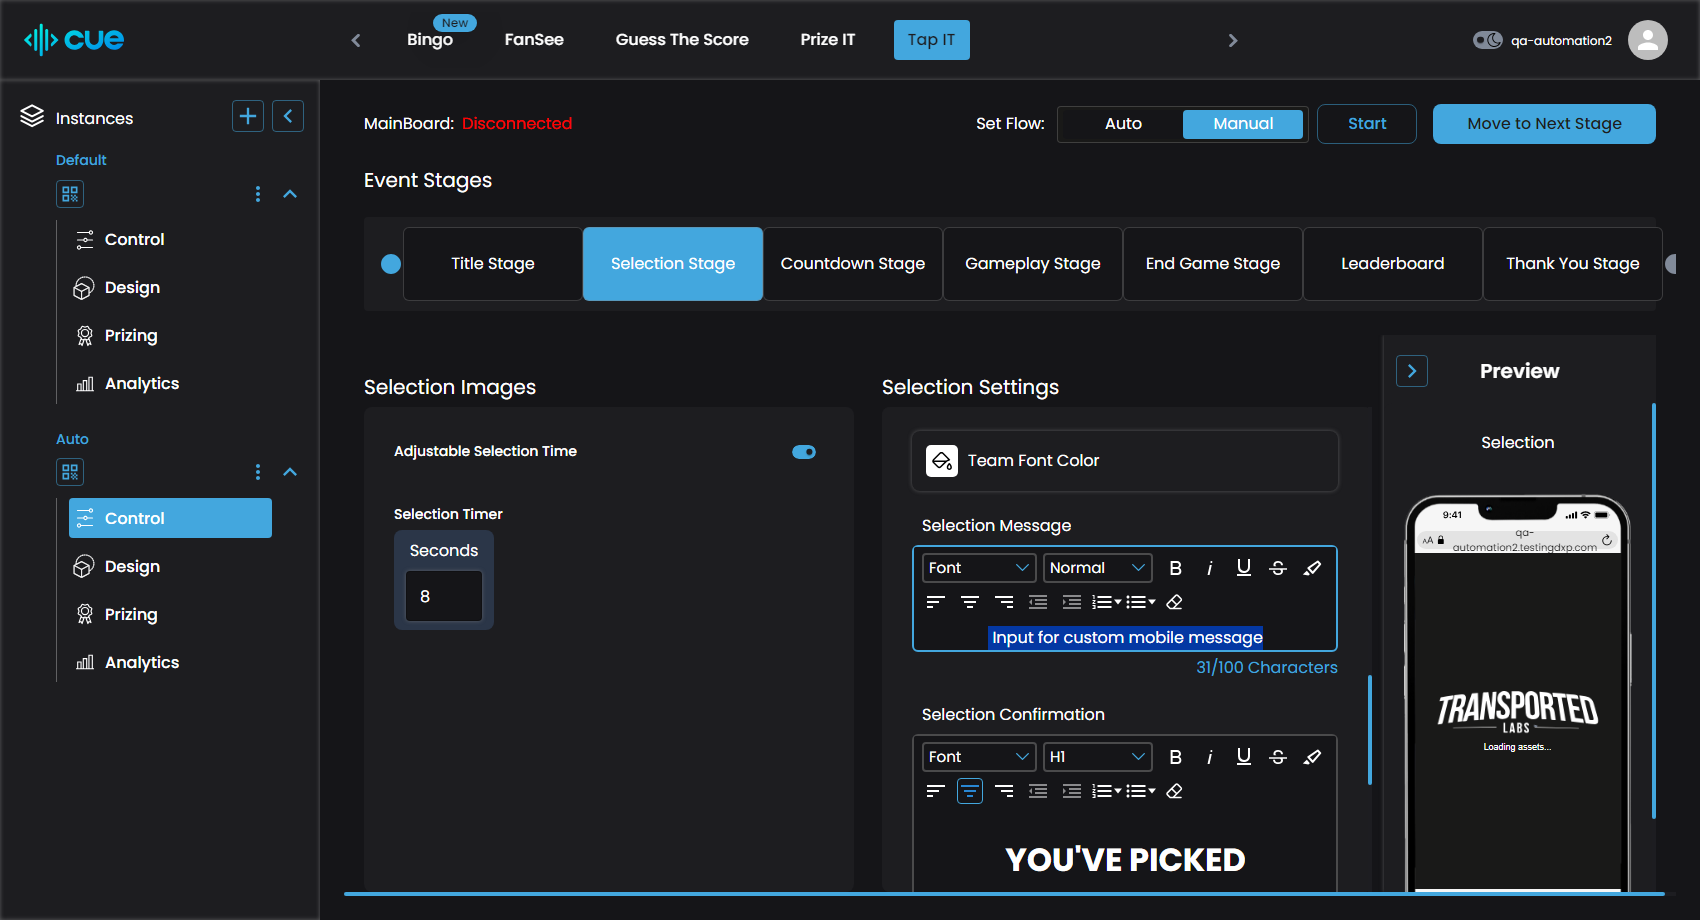 cue
Bingo
New
FanSee
Guess The Score
Prize IT
Tap IT
qa-automation2
Instances
Default
Control
Design
Prizing
Analytics
Auto
Control
Design
Prizing
Analytics
MainBoard: Disconnected
Set Flow:
Auto
Manual
Start
Move to Next Stage
Event Stages
Title Stage
Selection Stage
Countdown Stage
Gameplay Stage
End Game Stage
Leaderboard
Thank You Stage
Selection Images
Adjustable Selection Time
Selection Timer
Seconds
8
Selection Settings
Team Font Color
Selection Message
Font
Normal
B i U S
Input for custom mobile message
31/100 Characters
Selection Confirmation
Font
H1
B i U S
YOU'VE PICKED
Preview
Selection
9:41
AA
qa-
automation2.testingdxp.com
TRANSPORTED
LABS
Loading assets...